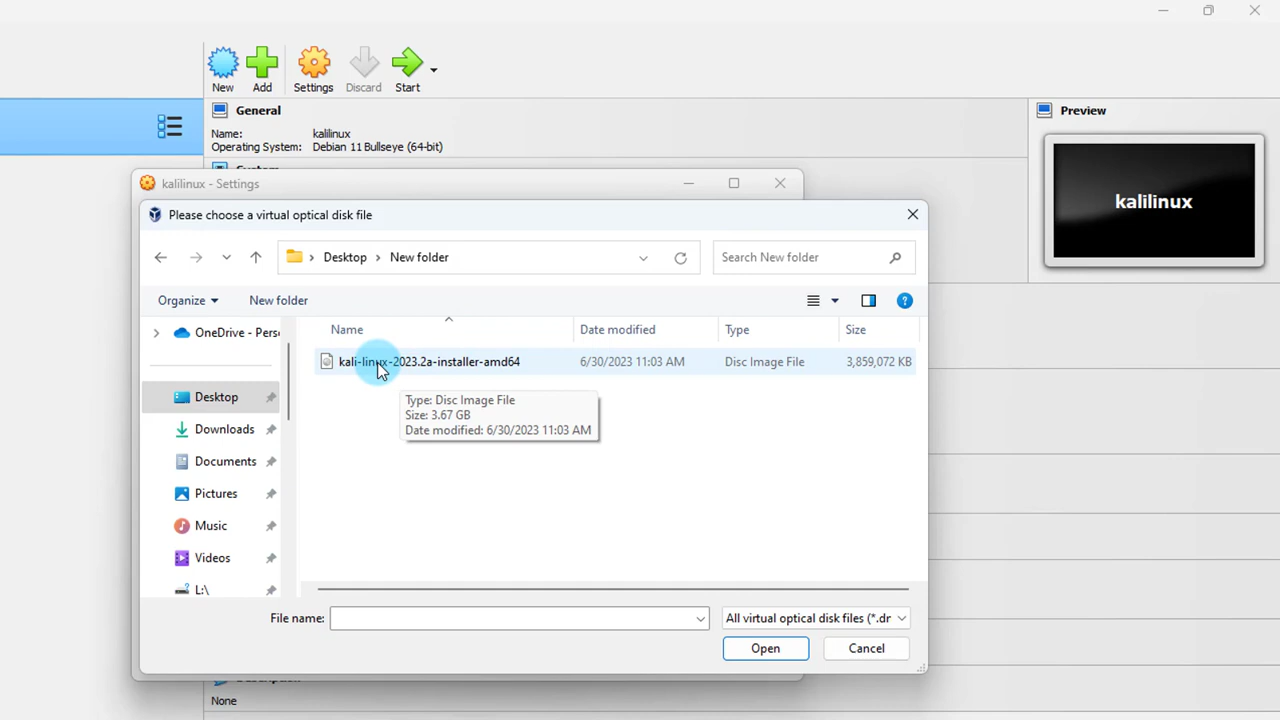 New
Add
Settings
Discard
Start
General
Preview
Name: kalilinux
Operating System: Debian 11 Bullseye (64-bit)
kalilinux
kalilinux - Settings
Please choose a virtual optical disk file
Desktop
New folder
Search New folder
Organize
New folder
OneDrive - Pers
Name
Date modified
Type
Size
kali-linux-2023.2a-installer-amd64
6/30/2023 11:03 AM
Disc Image File
3,859,072 KB
Desktop
Type: Disc Image File
Size: 3.67 GB
Date modified: 6/30/2023 11:03 AM
Downloads
Documents
Pictures
Music
Videos
L:\
File name:
All virtual optical disk files (*.dr
Open
Cancel
None